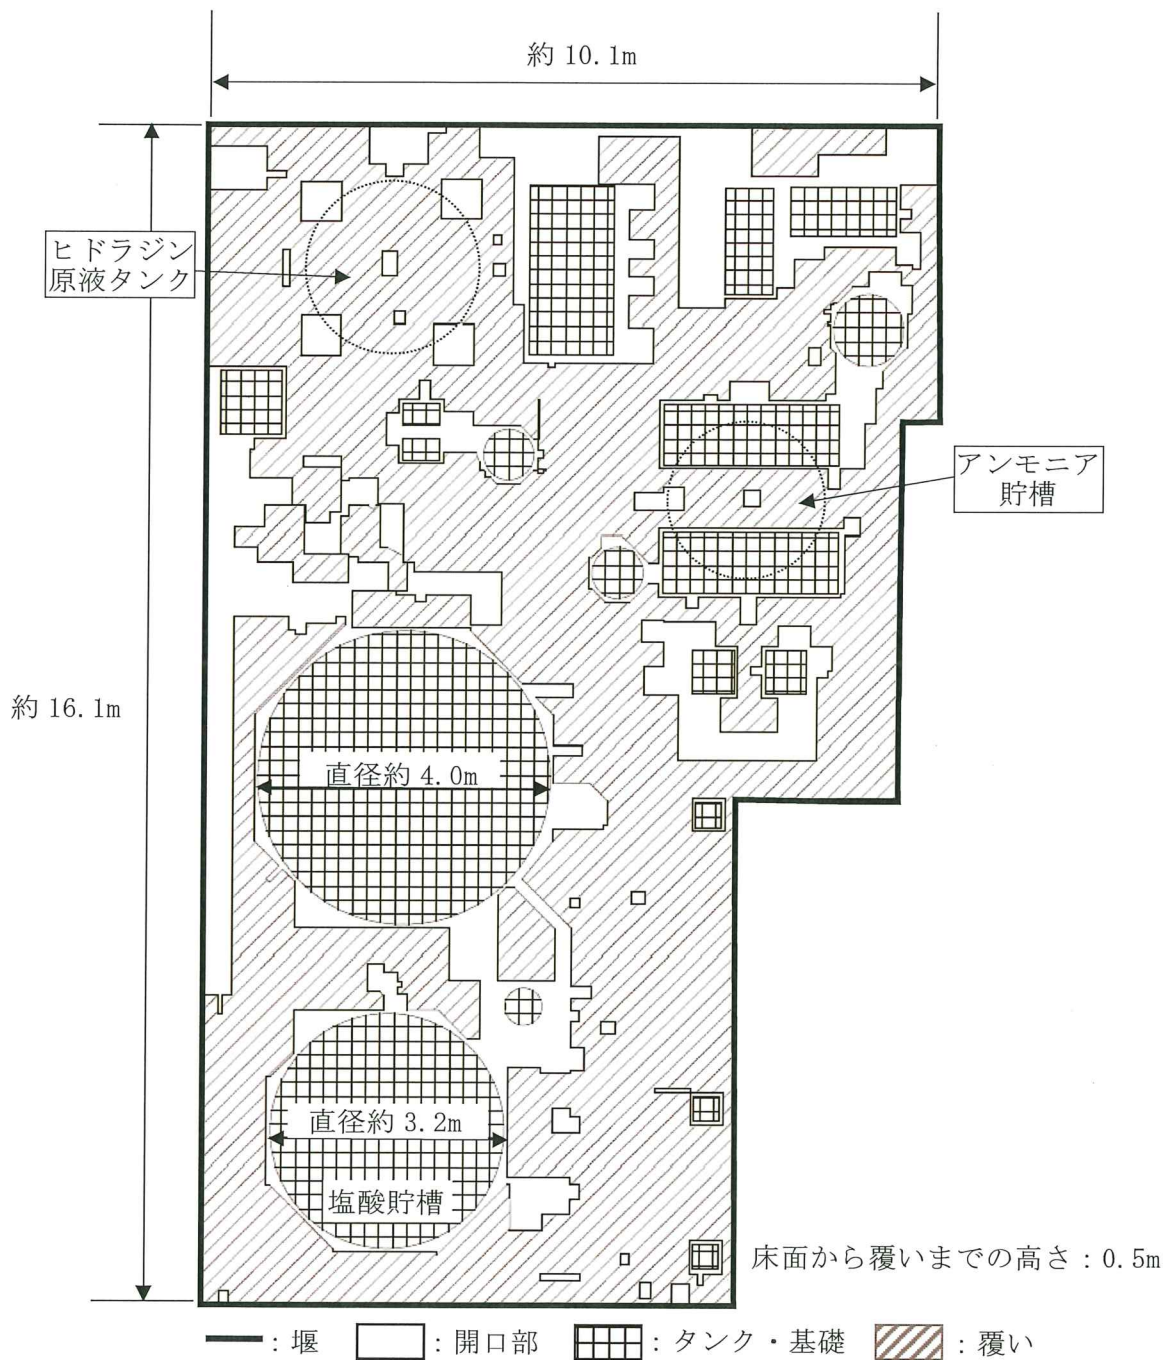 約 10.1m
ヒドラジン
原液タンク
アンモニア
貯槽
約 16.1m
直径約 4.0m
直径約 3.2m
塩酸貯槽
床面から覆いまでの高さ：0.5m
：堰
：開口部
：タンク・基礎
：覆い